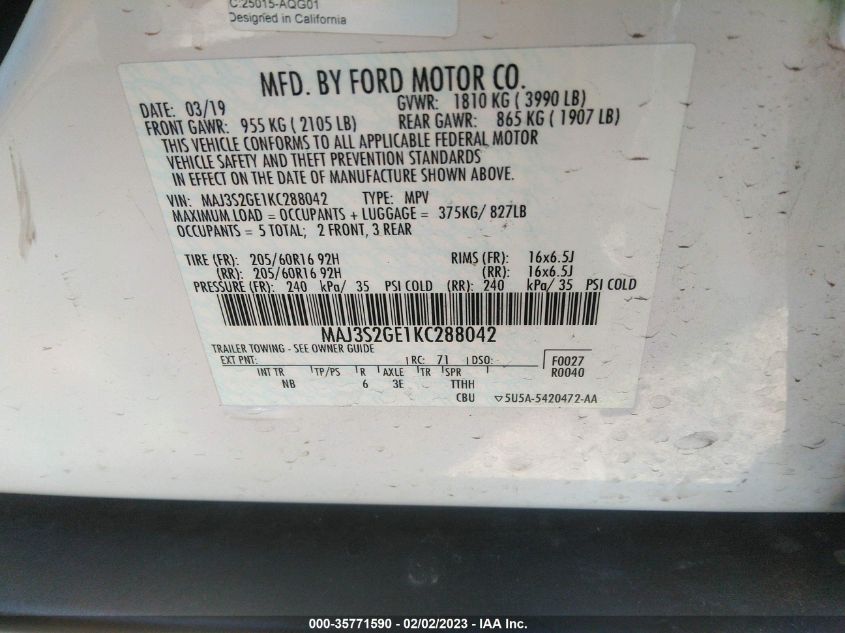 C:25015-AQG01
Designed in California
MFD. BY FORD MOTOR CO.
DATE: 03/19 GVWR: 1810 KG ( 3990 LB)
FRONT GAWR: 955 KG ( 2105 LB) REAR GAWR: 865 KG ( 1907 LB)
THIS VEHICLE CONFORMS TO ALL APPLICABLE FEDERAL MOTOR
VEHICLE SAFETY AND THEFT PREVENTION STANDARDS
IN EFFECT ON THE DATE OF MANUFACTURE SHOWN ABOVE.
VIN: MAJ3S2GE1KC288042 TYPE: MPV
MAXIMUM LOAD = OCCUPANTS + LUGGAGE = 375KG/ 827LB
OCCUPANTS = 5 TOTAL; 2 FRONT, 3 REAR
TIRE (FR): 205/60R16 92H RIMS (FR): 16x6.5J
(RR): 205/60R16 92H (RR): 16x6.5J
PRESSURE (FR): 240 kPa/ 35 PSI COLD (RR): 240 kPa/ 35 PSI COLD
MAJ3S2GE1KC288042
TRAILER TOWING - SEE OWNER GUIDE
EXT PNT: RC: 71 DSO: F0027
INT TR TP/PS R AXLE TR SPR R0040
NB 6 3E TTHH
CBU ▽5U5A-5420472-AA
000-35771590 - 02/02/2023 - IAA Inc.